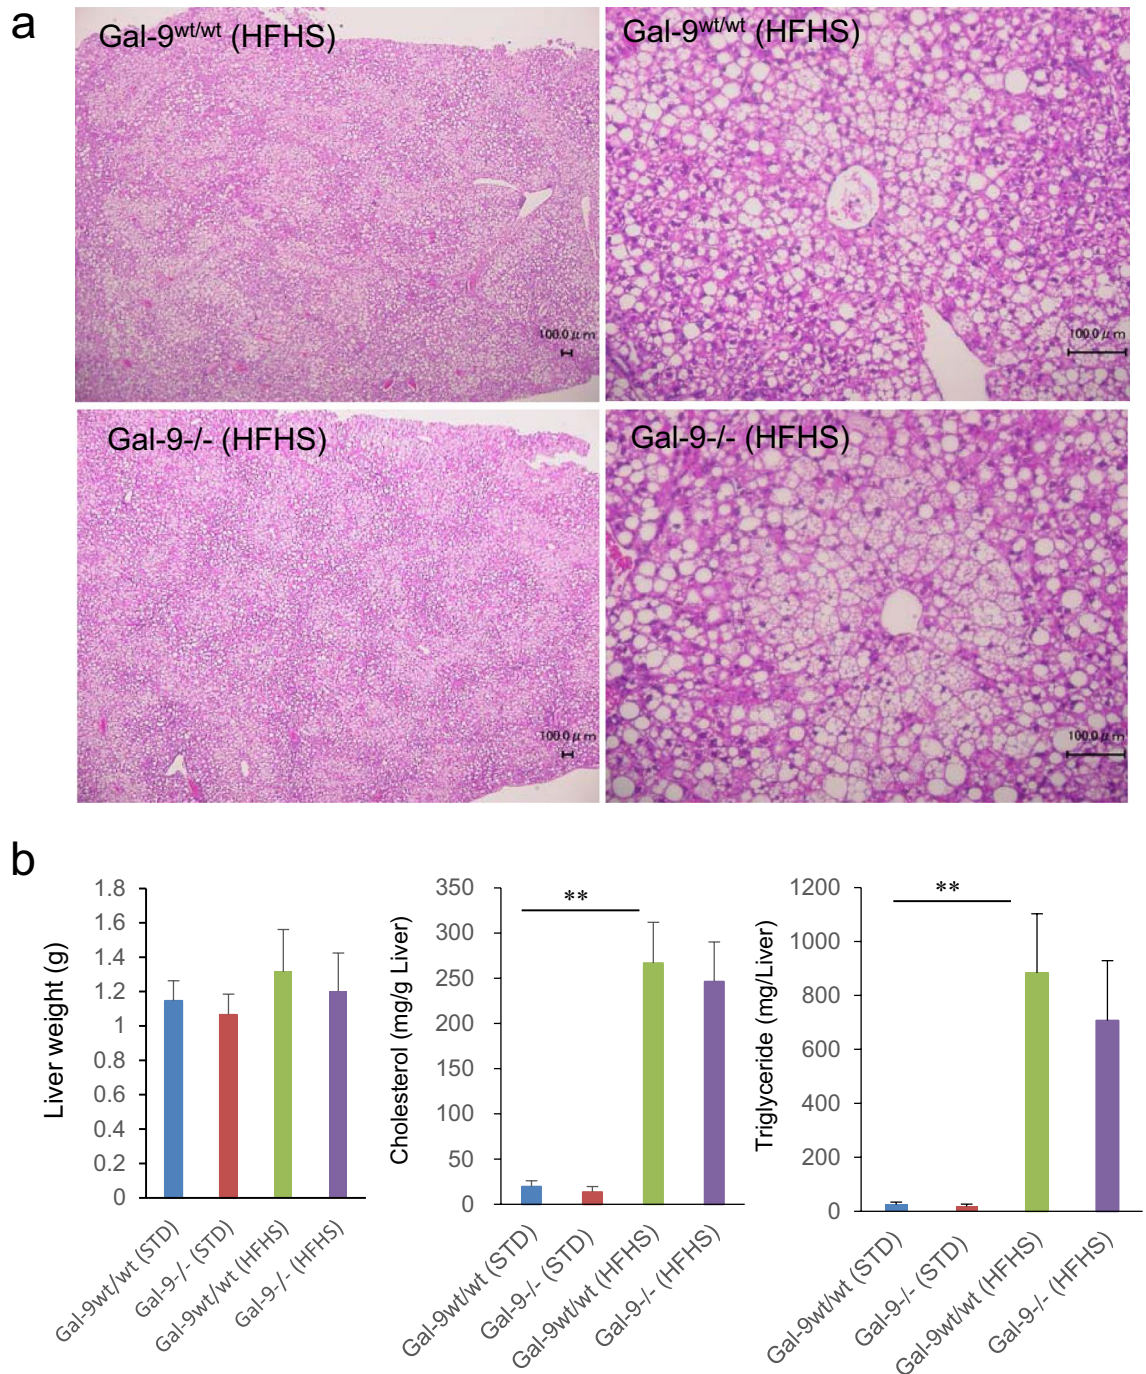 a
Gal-9wt/wt (HFHS)
Gal-9wt/wt (HFHS)
100.0 μm
100.0 μm
Gal-9-/- (HFHS)
Gal-9-/- (HFHS)
100.0 μm
100.0 μm
b
Liver weight (g)
1.8
1.6
1.4
1.2
1
0.8
0.6
0.4
0.2
0
Gal-9wt/wt (STD)
Gal-9-/- (STD)
Gal-9wt/wt (HFHS)
Gal-9-/- (HFHS)
Cholesterol (mg/g Liver)
350
300
250
200
150
100
50
0
**
Gal-9wt/wt (STD)
Gal-9-/- (STD)
Gal-9wt/wt (HFHS)
Gal-9-/- (HFHS)
Triglyceride (mg/Liver)
1200
1000
800
600
400
200
0
**
Gal-9wt/wt (STD)
Gal-9-/- (STD)
Gal-9wt/wt (HFHS)
Gal-9-/- (HFHS)